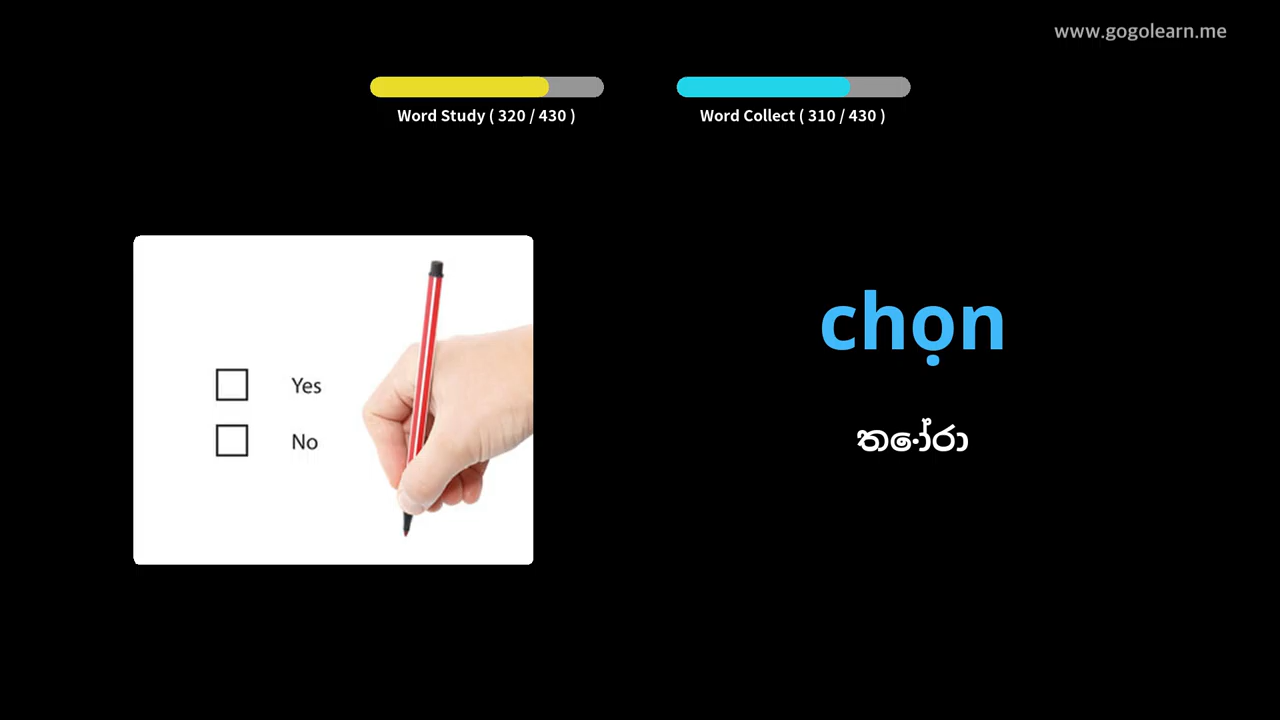 www.gogolearn.me
Word Study ( 320 / 430 )
Word Collect ( 310 / 430 )
Yes
No
chọn
තෝරා